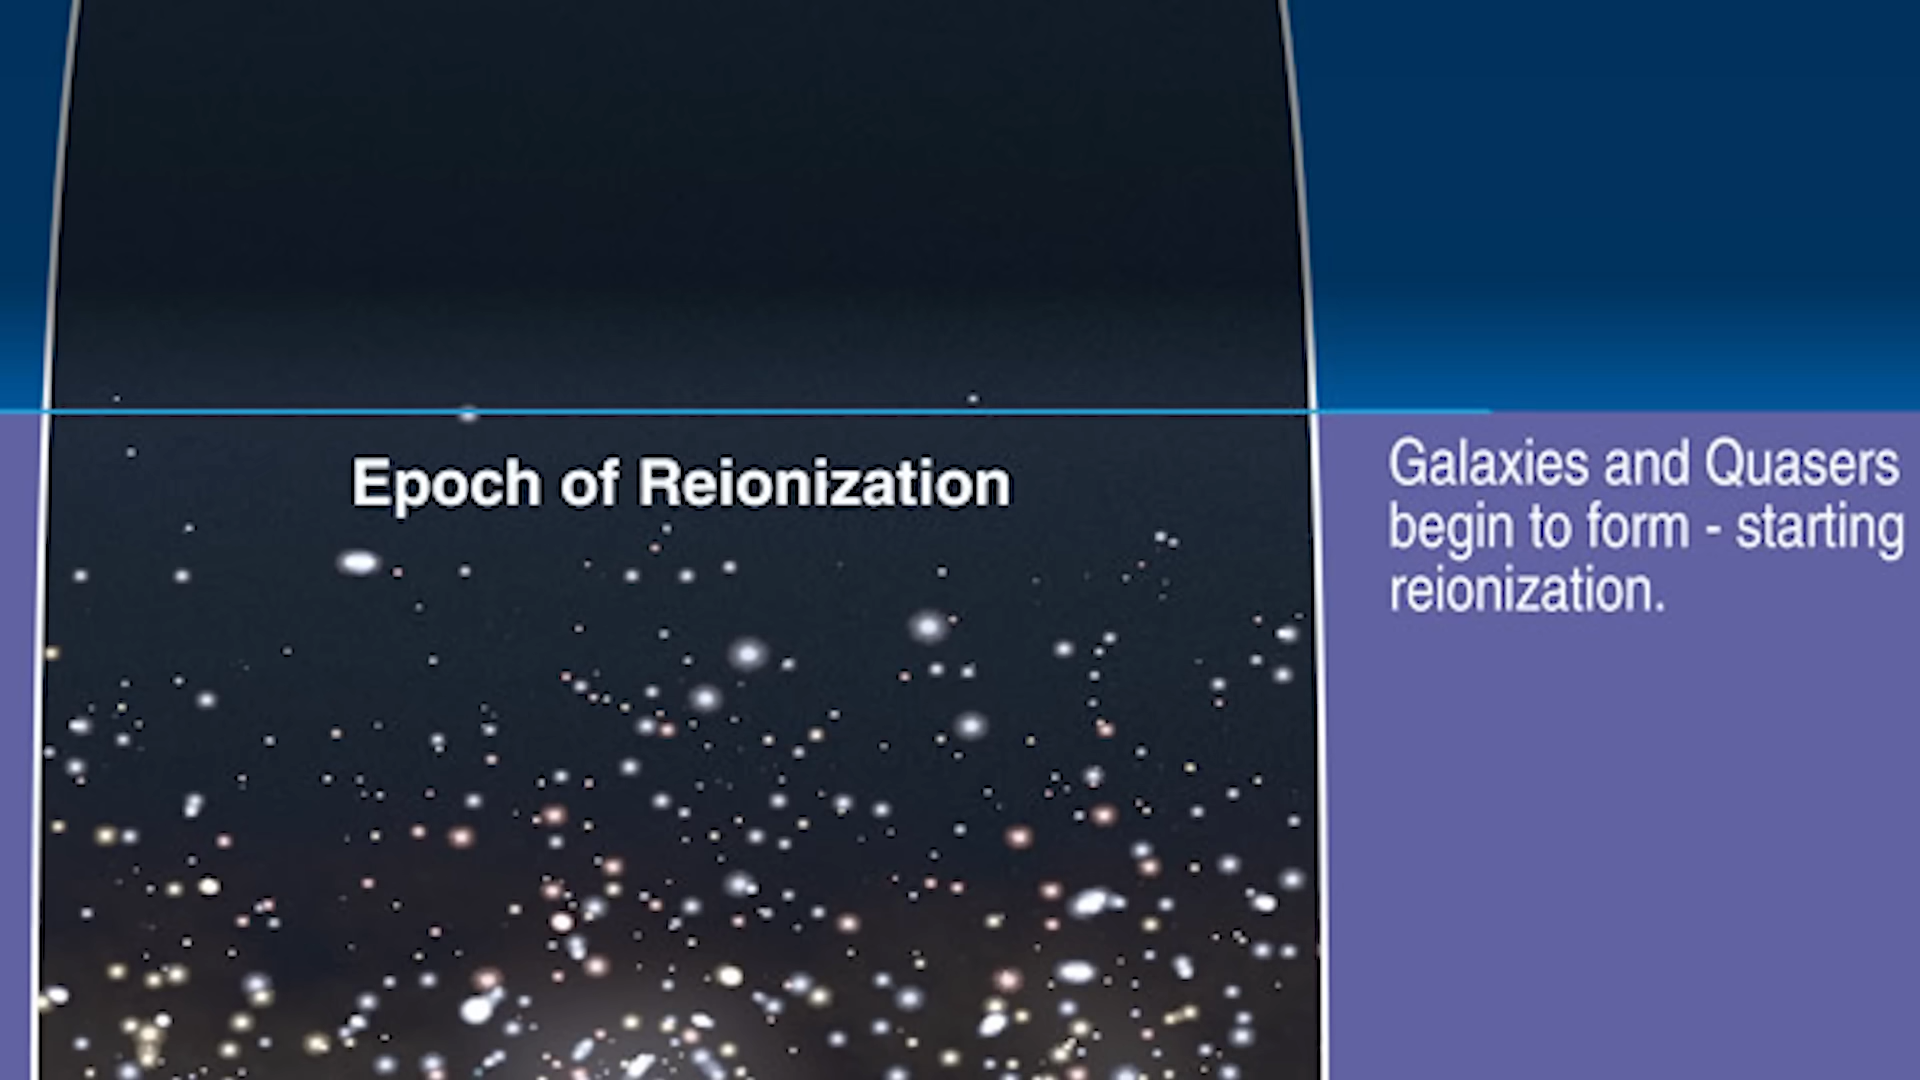 Epoch of Reionization
Galaxies and Quasers
begin to form - starting
reionization.